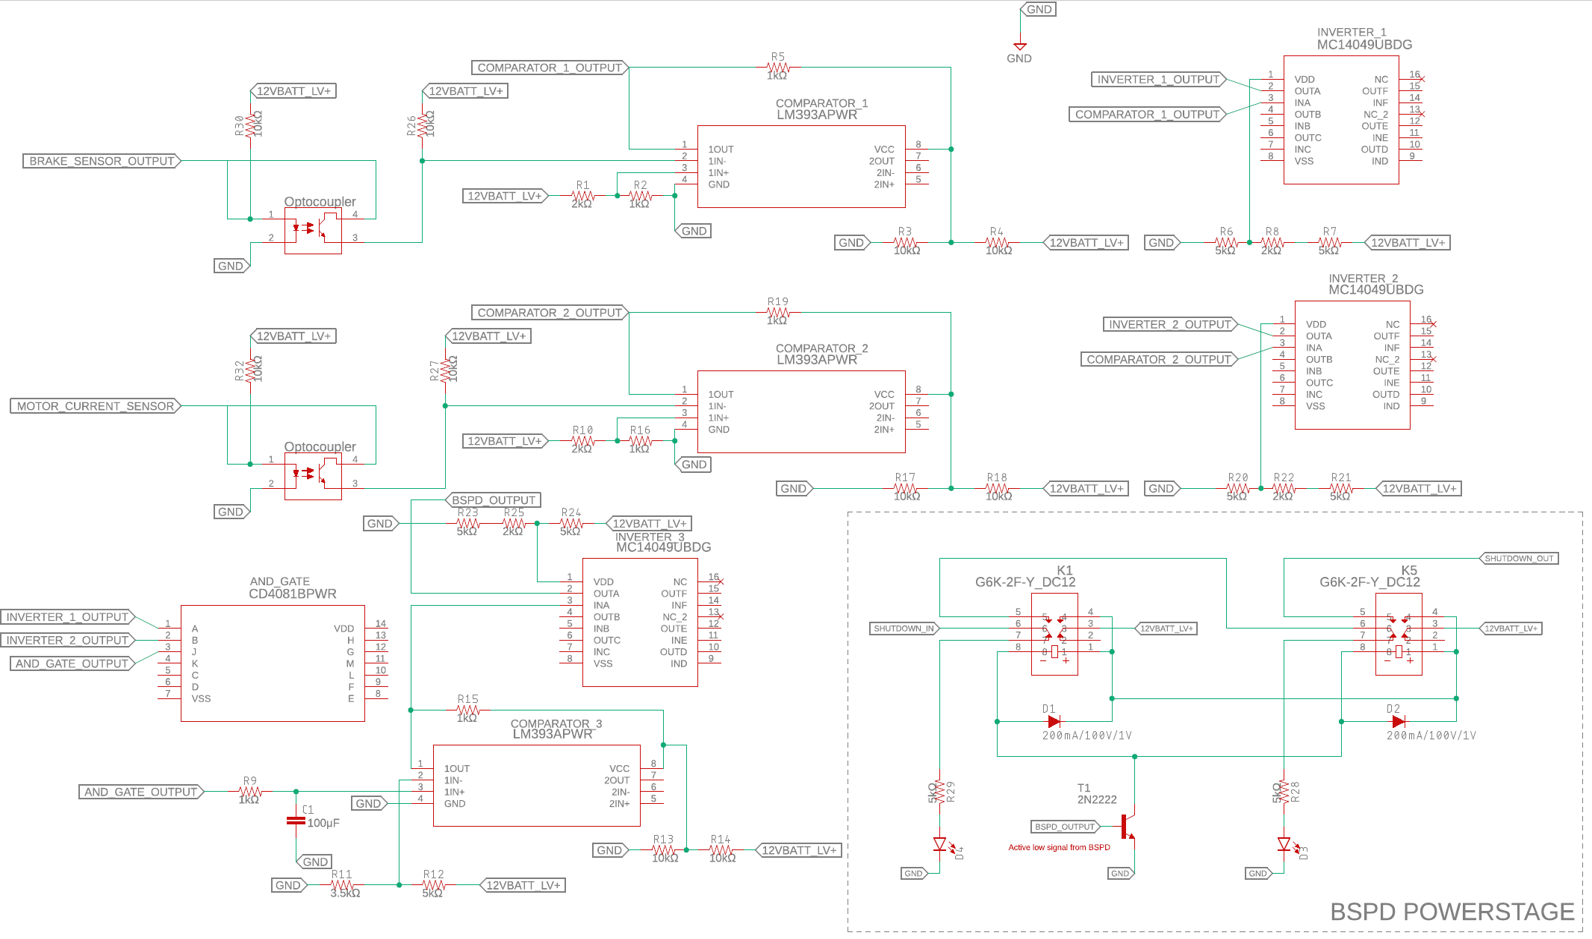 GND
GND
COMPARATOR_1_OUTPUT
R5
1kΩ
12VBATT_LV+
12VBATT_LV+
R30
10kΩ
R26
10kΩ
BRAKE_SENSOR_OUTPUT
Optocoupler
1
2
4
3
GND
COMPARATOR_1
LM393APWR
1 1OUT VCC 8
2 1IN- 2OUT 7
3 1IN+ 2IN- 6
4 GND 2IN+ 5
12VBATT_LV+
R1
2kΩ
R2
1kΩ
GND
GND
R3
10kΩ
R4
10kΩ
12VBATT_LV+
INVERTER_1
MC14049UBDG
INVERTER_1_OUTPUT
COMPARATOR_1_OUTPUT
1 VDD NC 16
2 OUTA OUTF 15
3 INA INF 14
4 OUTB NC_2 13
5 INB OUTE 12
6 OUTC INE 11
7 INC OUTD 10
8 VSS IND 9
GND
R6
5kΩ
R8
2kΩ
R7
5kΩ
12VBATT_LV+
COMPARATOR_2_OUTPUT
R19
1kΩ
12VBATT_LV+
12VBATT_LV+
R32
10kΩ
R27
10kΩ
MOTOR_CURRENT_SENSOR
Optocoupler
1
2
4
3
GND
COMPARATOR_2
LM393APWR
1 1OUT VCC 8
2 1IN- 2OUT 7
3 1IN+ 2IN- 6
4 GND 2IN+ 5
12VBATT_LV+
R10
2kΩ
R16
1kΩ
GND
GND
R17
10kΩ
R18
10kΩ
12VBATT_LV+
INVERTER_2
MC14049UBDG
INVERTER_2_OUTPUT
COMPARATOR_2_OUTPUT
1 VDD NC 16
2 OUTA OUTF 15
3 INA INF 14
4 OUTB NC_2 13
5 INB OUTE 12
6 OUTC INE 11
7 INC OUTD 10
8 VSS IND 9
GND
R20
5kΩ
R22
2kΩ
R21
5kΩ
12VBATT_LV+
BSPD_OUTPUT
GND
R23
5kΩ
R25
2kΩ
R24
5kΩ
12VBATT_LV+
INVERTER_3
MC14049UBDG
1 VDD NC 16
2 OUTA OUTF 15
3 INA INF 14
4 OUTB NC_2 13
5 INB OUTE 12
6 OUTC INE 11
7 INC OUTD 10
8 VSS IND 9
AND_GATE
CD4081BPWR
INVERTER_1_OUTPUT
INVERTER_2_OUTPUT
AND_GATE_OUTPUT
1 A VDD 14
2 B H 13
3 J G 12
4 K M 11
5 C L 10
6 D F 9
7 VSS E 8
R15
1kΩ
COMPARATOR_3
LM393APWR
1 1OUT VCC 8
2 1IN- 2OUT 7
3 1IN+ 2IN- 6
4 GND 2IN+ 5
AND_GATE_OUTPUT
R9
1kΩ
C1
100µF
GND
GND
GND
R13
10kΩ
R14
10kΩ
12VBATT_LV+
GND
R11
3.5kΩ
R12
5kΩ
12VBATT_LV+
SHUTDOWN_OUT
K1
G6K-2F-Y_DC12
5 4
6 3
7 2
8 1
SHUTDOWN_IN
12VBATT_LV+
K5
G6K-2F-Y_DC12
5 4
6 3
7 2
8 1
12VBATT_LV+
D1
200mA/100V/1V
D2
200mA/100V/1V
5kΩ
R29
D4
GND
T1
2N2222
BSPD_OUTPUT
Active low signal from BSPD
GND
5kΩ
R28
D3
GND
BSPD POWERSTAGE